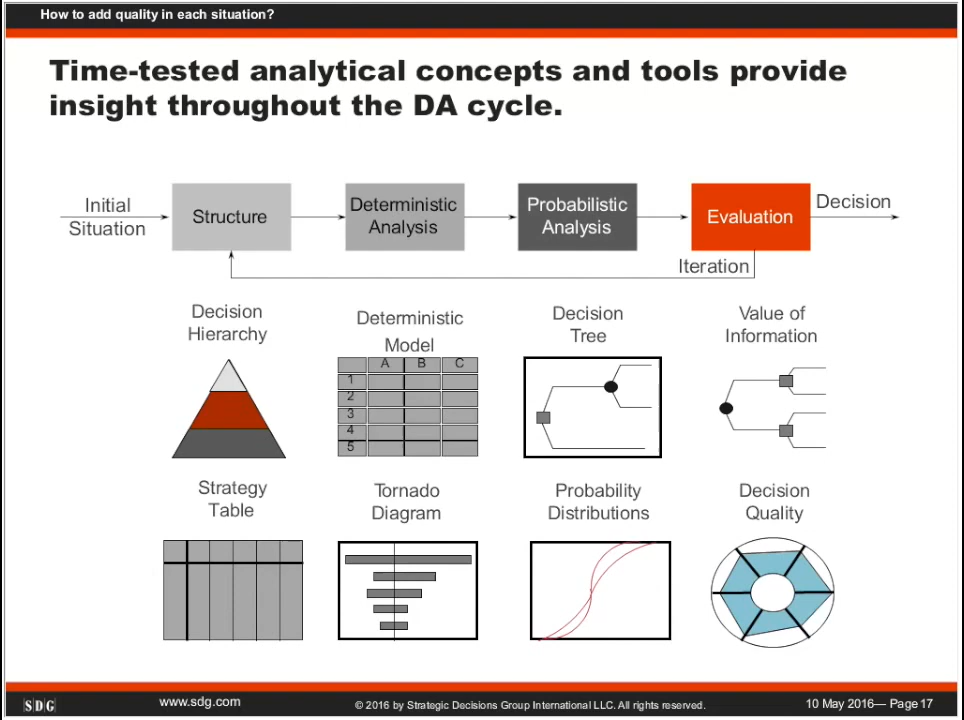 How to add quality in each situation?
Time-tested analytical concepts and tools provide
insight throughout the DA cycle.
Initial
Situation
Structure
Deterministic
Analysis
Probabilistic
Analysis
Evaluation
Decision
Iteration
Decision
Hierarchy
Deterministic
Model
A B C
1
2
3
4
5
Decision
Tree
Value of
Information
Strategy
Table
Tornado
Diagram
Probability
Distributions
Decision
Quality
SDG
www.sdg.com
© 2016 by Strategic Decisions Group International LLC. All rights reserved.
10 May 2016— Page 17